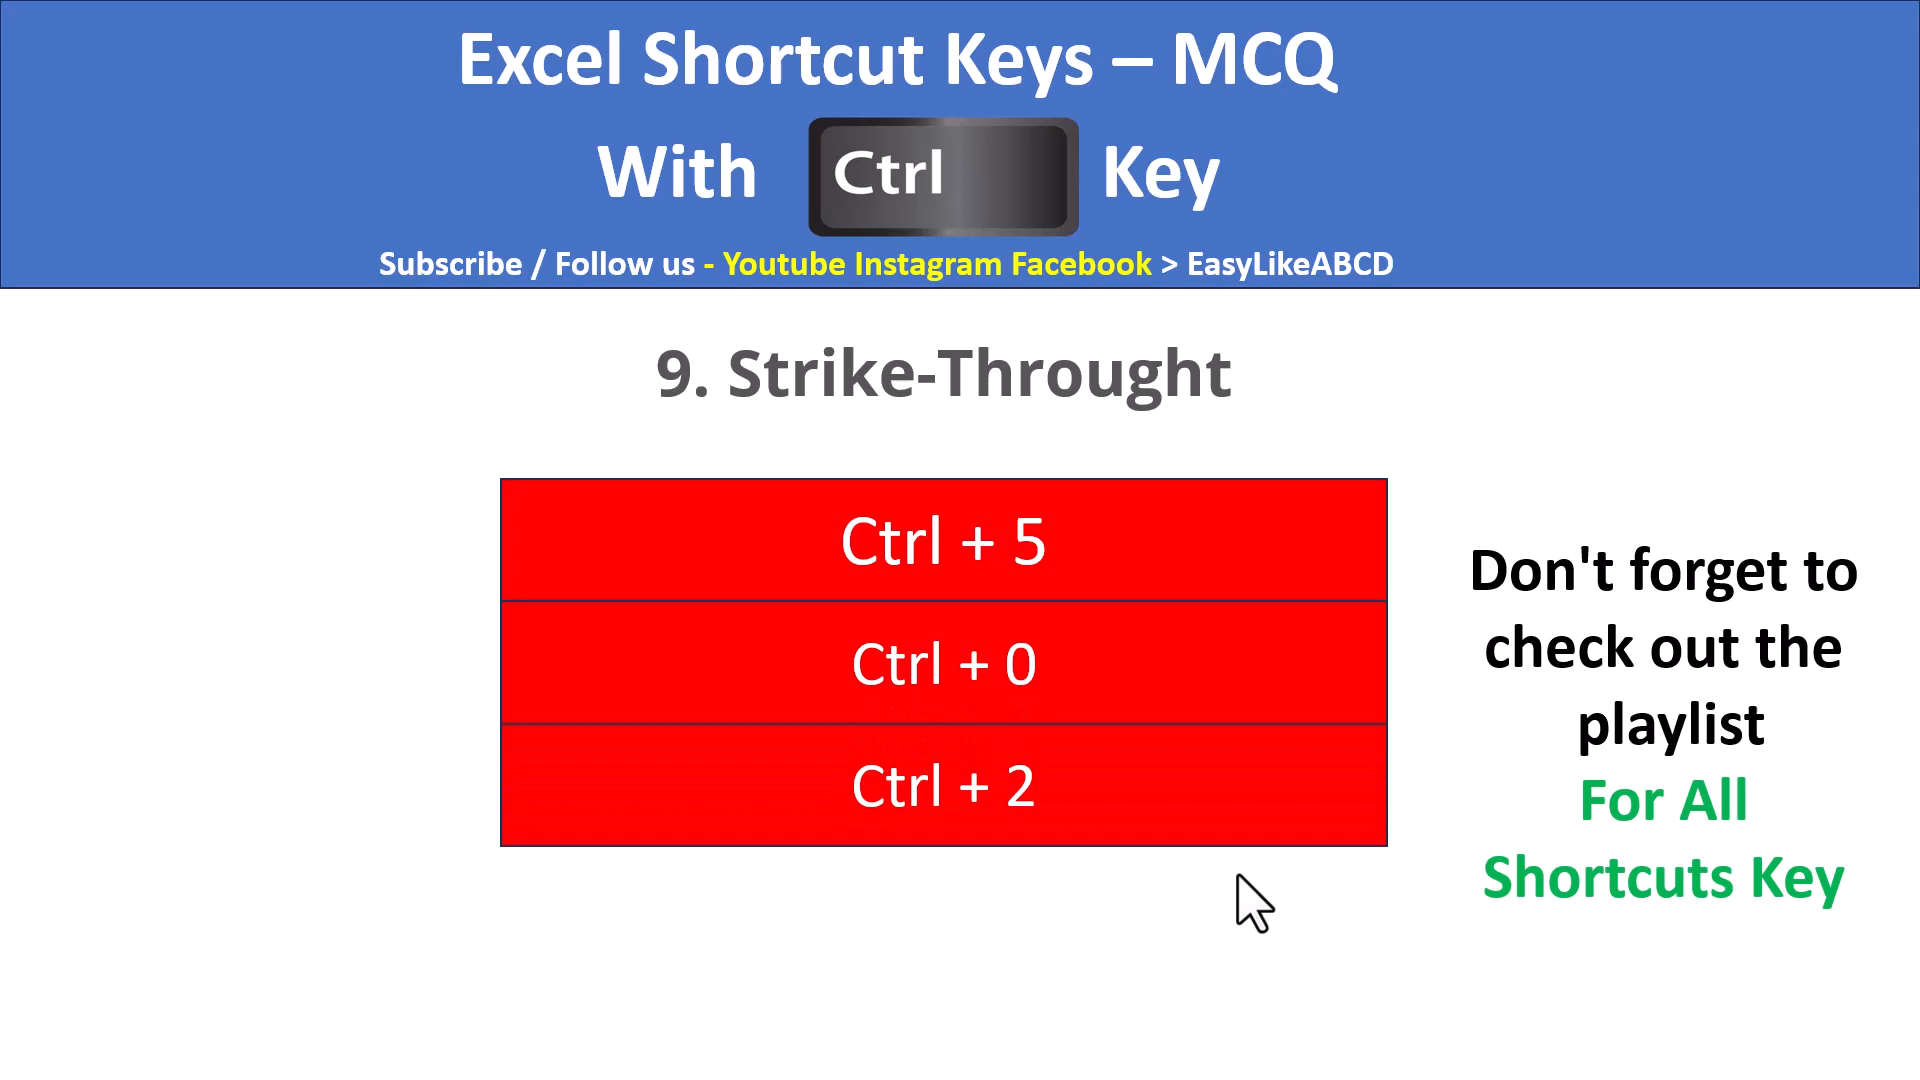 Excel Shortcut Keys – MCQ
With Ctrl Key
Subscribe / Follow us - Youtube Instagram Facebook > EasyLikeABCD
9. Strike-Throught
Ctrl + 5
Ctrl + 0
Ctrl + 2
Don't forget to
check out the
playlist
For All
Shortcuts Key